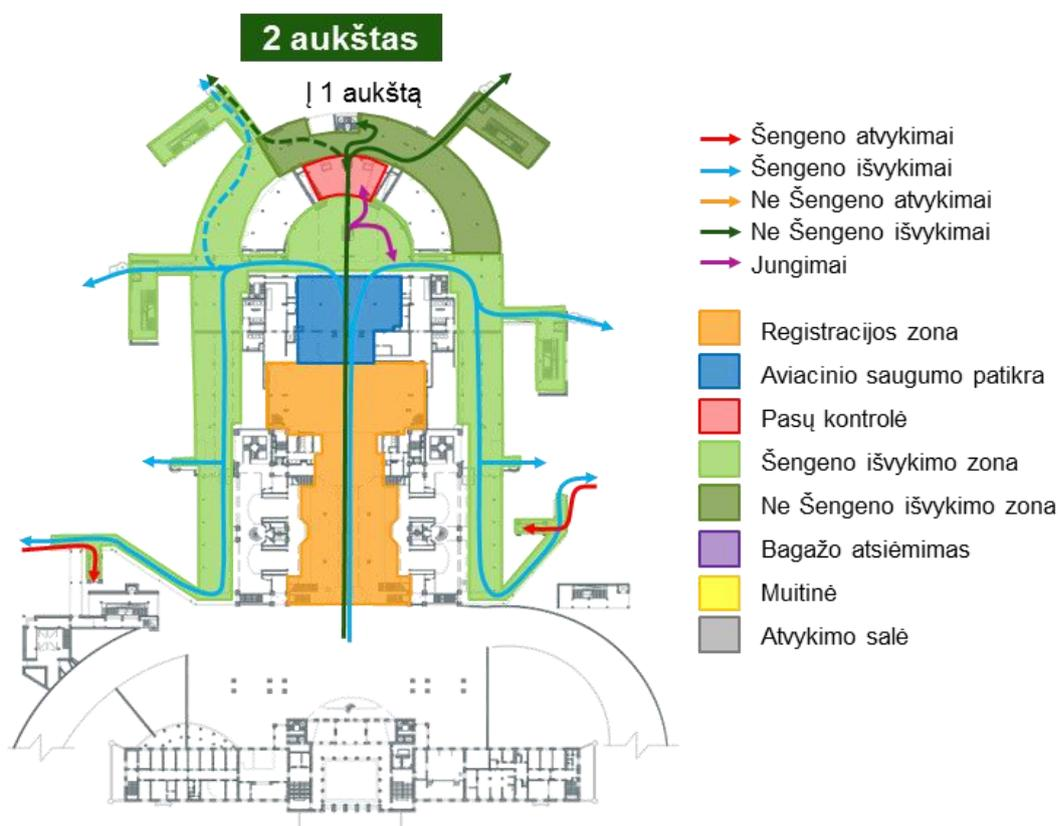 2 aukštas
Į 1 aukštą
Šengeno atvykimai
Šengeno išvykimai
Ne Šengeno atvykimai
Ne Šengeno išvykimai
Jungimai
Registracijos zona
Aviacinio saugumo patikra
Pasų kontrolė
Šengeno išvykimo zona
Ne Šengeno išvykimo zona
Bagažo atsiėmimas
Muitinė
Atvykimo salė